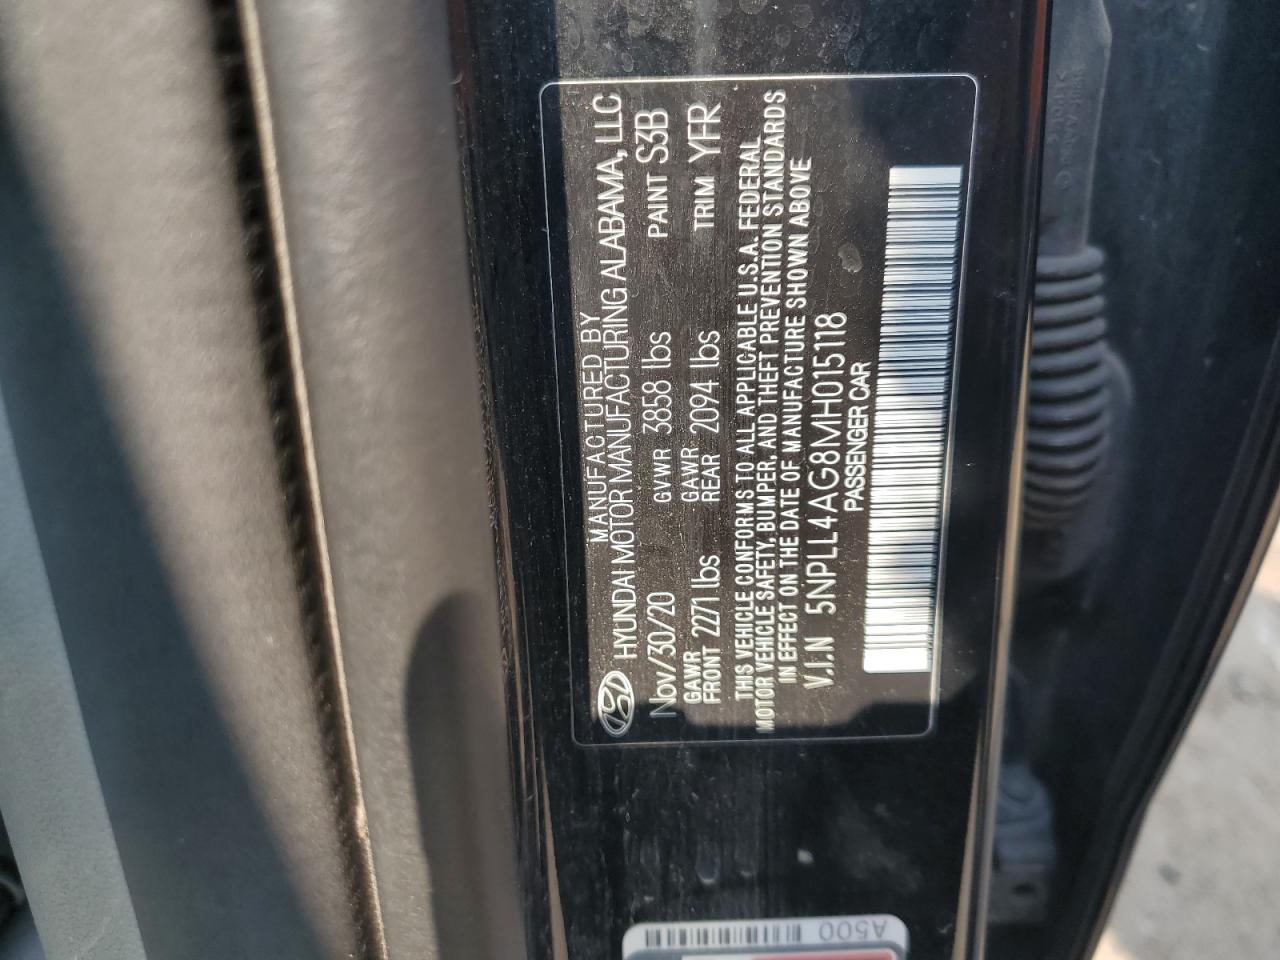 MANUFACTURED BY
HYUNDAI MOTOR MANUFACTURING ALABAMA, LLC
Nov/30/20 GVWR 3858 lbs PAINT S3B
GAWR FRONT 2271 lbs GAWR REAR 2094 lbs TRIM YFR
THIS VEHICLE CONFORMS TO ALL APPLICABLE U.S.A. FEDERAL
MOTOR VEHICLE SAFETY, BUMPER, AND THEFT PREVENTION STANDARDS
IN EFFECT ON THE DATE OF MANUFACTURE SHOWN ABOVE
V.I.N 5NPLL4AG8MH015118
PASSENGER CAR
A500